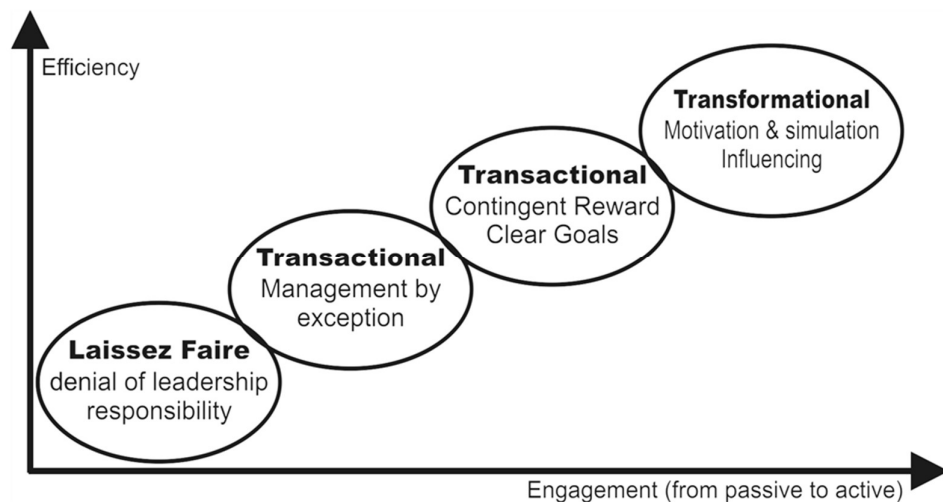 Efficiency
Transformational
Motivation & simulation
Influencing
Transactional
Contingent Reward
Clear Goals
Transactional
Management by
exception
Laissez Faire
denial of leadership
responsibility
Engagement (from passive to active)